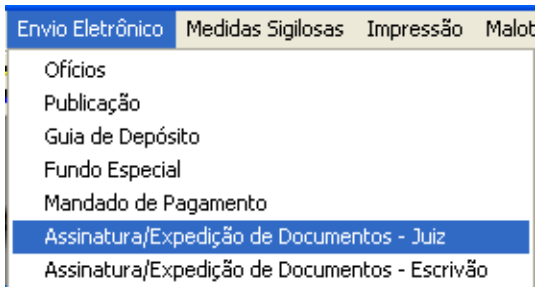 Envio Eletrônico Medidas Sigilosas Impressão Malot
Ofícios
Publicação
Guia de Depósito
Fundo Especial
Mandado de Pagamento
Assinatura/Expedição de Documentos - Juiz
Assinatura/Expedição de Documentos - Escrivão